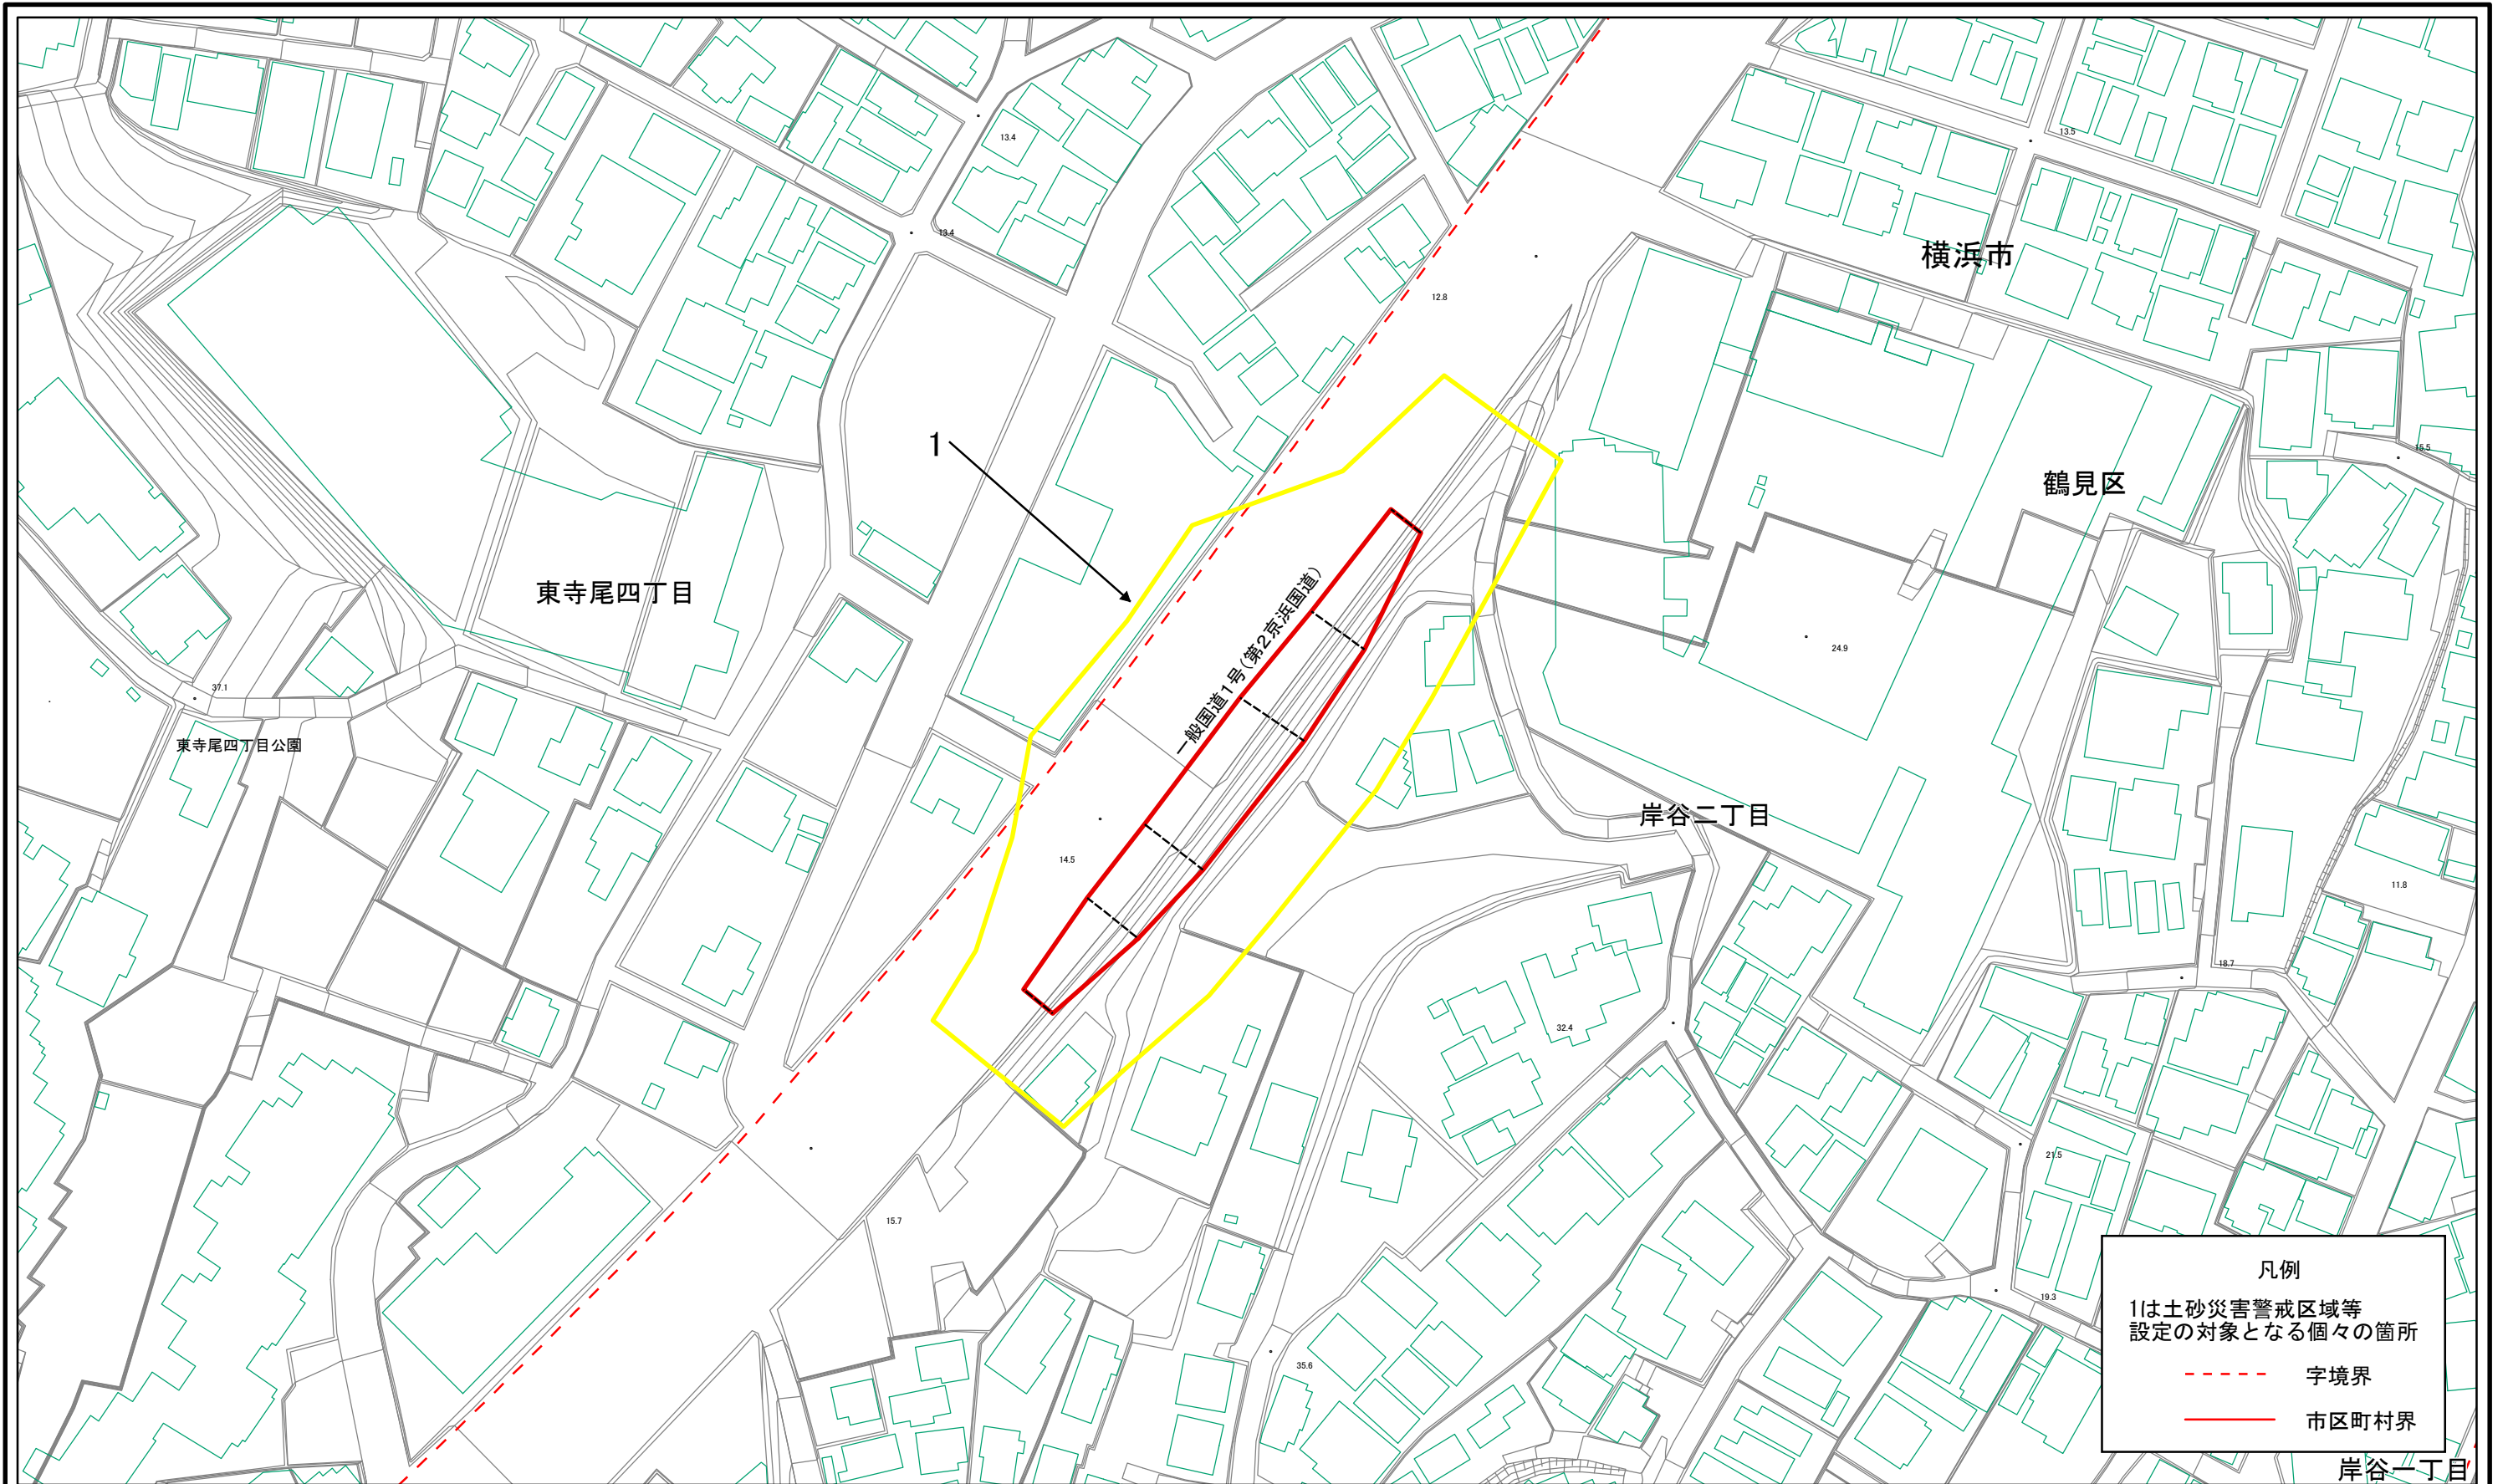 13.4
13.5
13.4
横浜市
12.8
1
15.5
鶴見区
東寺尾四丁目
一般国道1号(第2京浜国道)
24.9
37.1
東寺尾四丁目公園
岸谷二丁目
14.5
11.8
18.7
32.4
21.5
15.7
19.3
35.6
凡例
1は土砂災害警戒区域等
設定の対象となる個々の箇所
字境界
市区町村界
岸谷一丁目